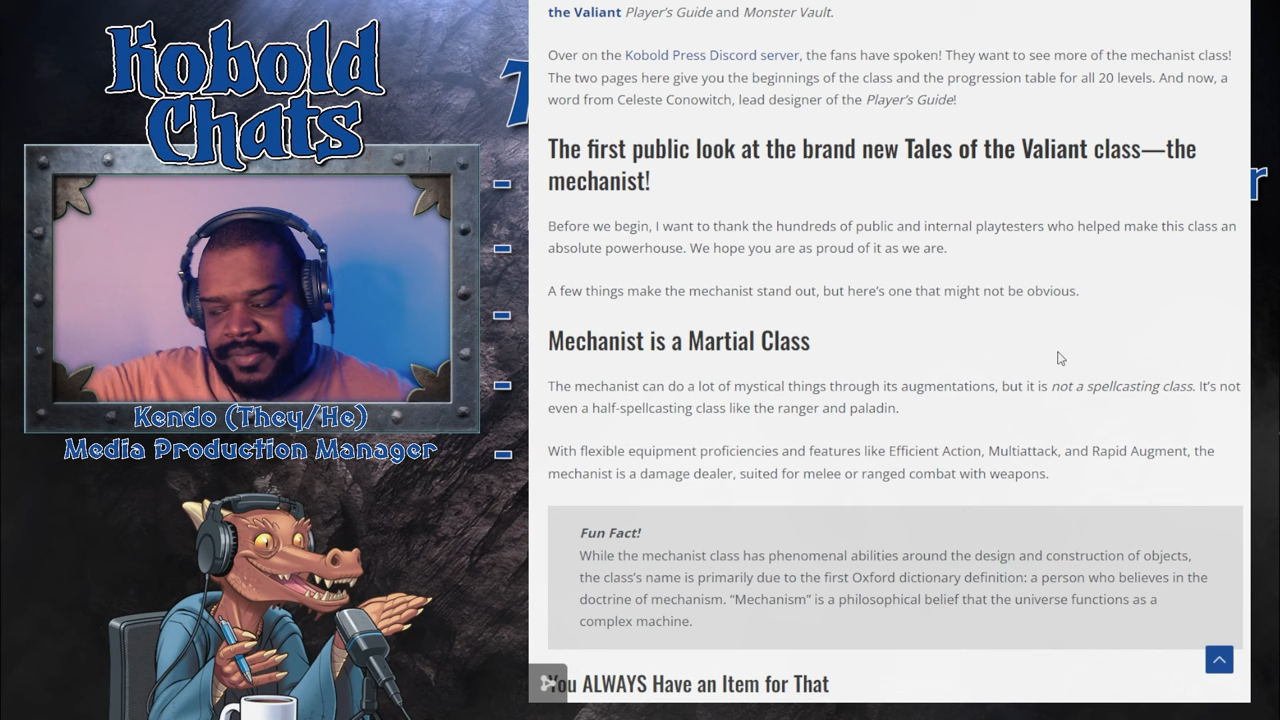 Kobold
Chats
Kendo (They/He)
Media Production Manager
the Valiant Player's Guide and Monster Vault.
Over on the Kobold Press Discord server, the fans have spoken! They want to see more of the mechanist class!
The two pages here give you the beginnings of the class and the progression table for all 20 levels. And now, a
word from Celeste Conowitch, lead designer of the Player's Guide!
The first public look at the brand new Tales of the Valiant class—the
mechanist!
Before we begin, I want to thank the hundreds of public and internal playtesters who helped make this class an
absolute powerhouse. We hope you are as proud of it as we are.
A few things make the mechanist stand out, but here's one that might not be obvious.
Mechanist is a Martial Class
The mechanist can do a lot of mystical things through its augmentations, but it is not a spellcasting class. It's not
even a half-spellcasting class like the ranger and paladin.
With flexible equipment proficiencies and features like Efficient Action, Multiattack, and Rapid Augment, the
mechanist is a damage dealer, suited for melee or ranged combat with weapons.
Fun Fact!
While the mechanist class has phenomenal abilities around the design and construction of objects,
the class's name is primarily due to the first Oxford dictionary definition: a person who believes in the
doctrine of mechanism. “Mechanism” is a philosophical belief that the universe functions as a
complex machine.
You ALWAYS Have an Item for That